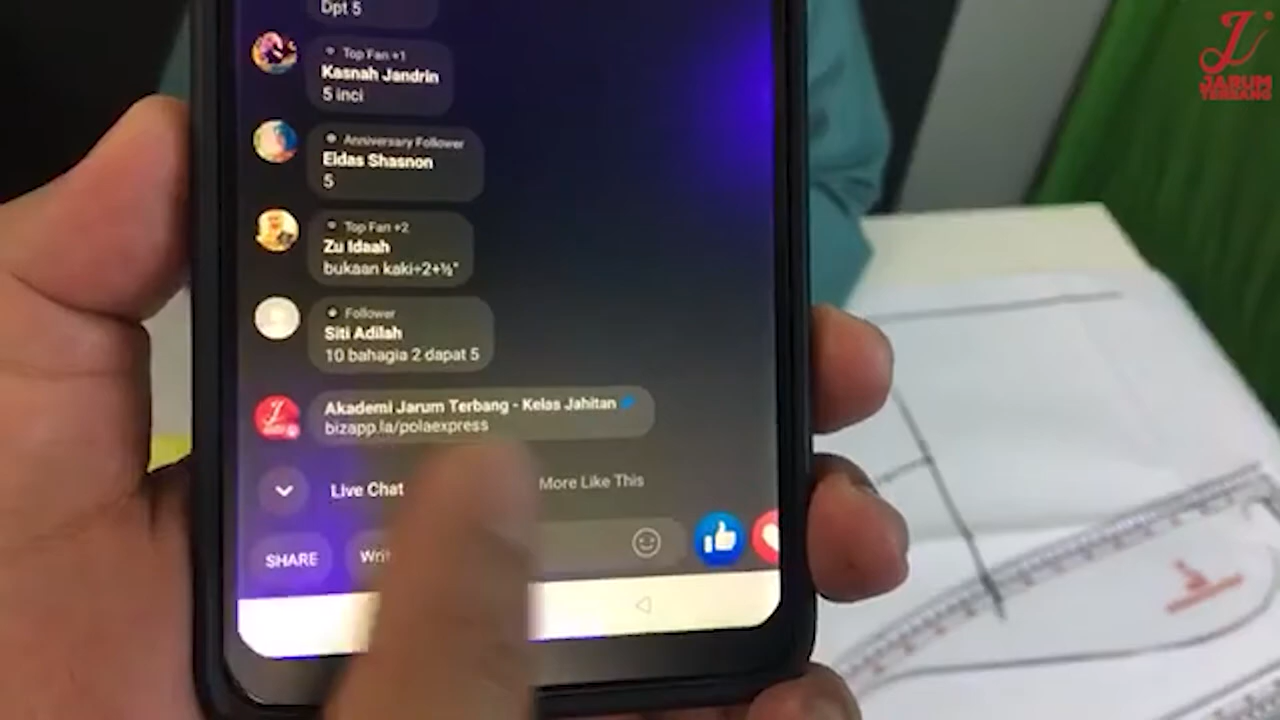 Dpt 5
Top Fan +1
Kasnah Jandrin
5 inci
Anniversary Follower
Eidas Shasnon
5
Top Fan +2
Zu Idaah
bukaan kaki÷2+½"
Follower
Siti Adilah
10 bahagia 2 dapat 5
Akademi Jarum Terbang - Kelas Jahitan
bizapp.la/polaexpress
Live Chat
More Like This
SHARE
JARUM
TERBANG